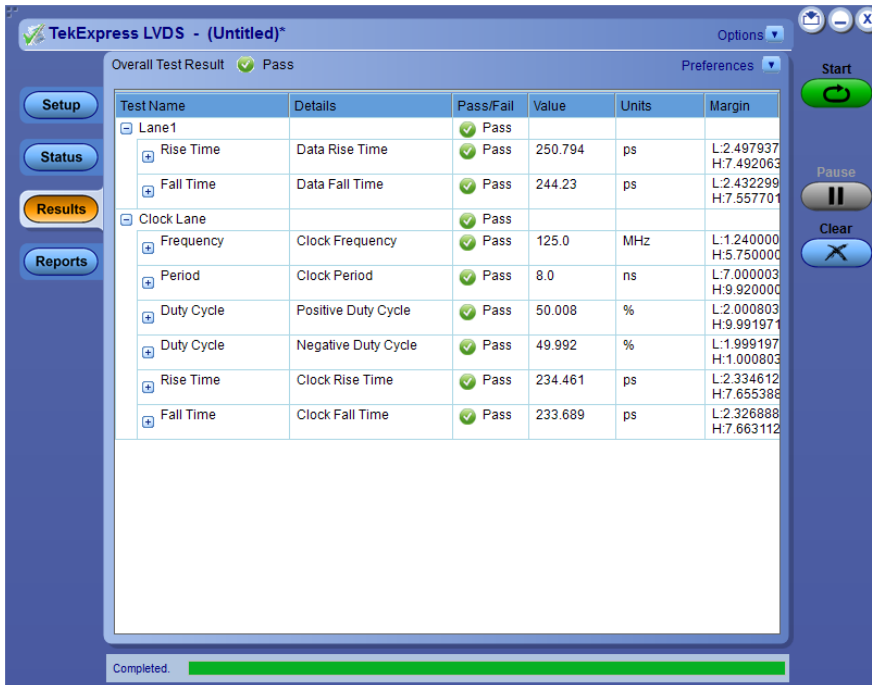 TekExpress LVDS - (Untitled)*
Options
Overall Test Result Pass
Preferences
Start
Setup
Status
Results
Reports
Pause
Clear
Test Name Details Pass/Fail Value Units Margin
Lane1 Pass
Rise Time Data Rise Time Pass 250.794 ps L:2.497937
H:7.492063
Fall Time Data Fall Time Pass 244.23 ps L:2.432299
H:7.557701
Clock Lane Pass
Frequency Clock Frequency Pass 125.0 MHz L:1.240000
H:5.750000
Period Clock Period Pass 8.0 ns L:7.000003
H:9.920000
Duty Cycle Positive Duty Cycle Pass 50.008 % L:2.000803
H:9.991971
Duty Cycle Negative Duty Cycle Pass 49.992 % L:1.999197
H:1.000803
Rise Time Clock Rise Time Pass 234.461 ps L:2.334612
H:7.655388
Fall Time Clock Fall Time Pass 233.689 ps L:2.326888
H:7.663112
Completed.